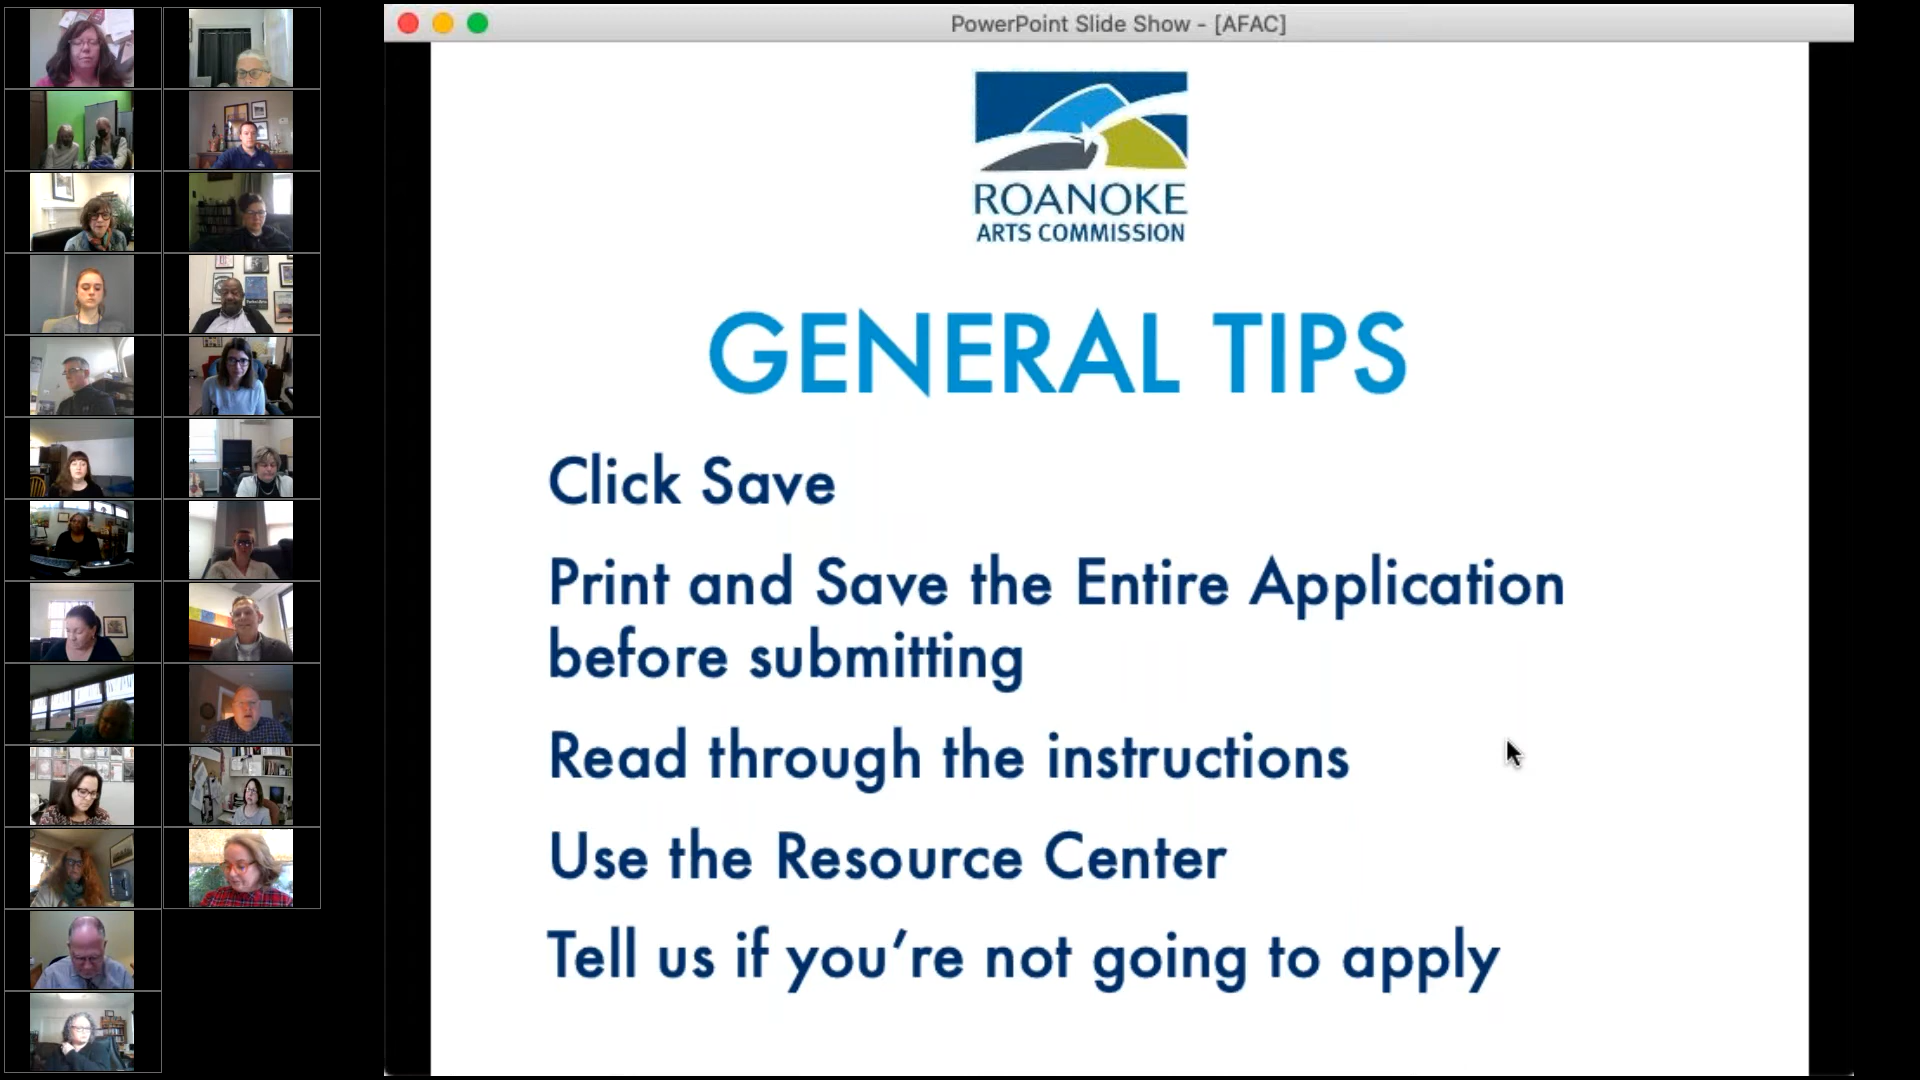 PowerPoint Slide Show - [AFAC]
ROANOKE
ARTS COMMISSION
GENERAL TIPS
Click Save
Print and Save the Entire Application
before submitting
Read through the instructions
Use the Resource Center
Tell us if you're not going to apply